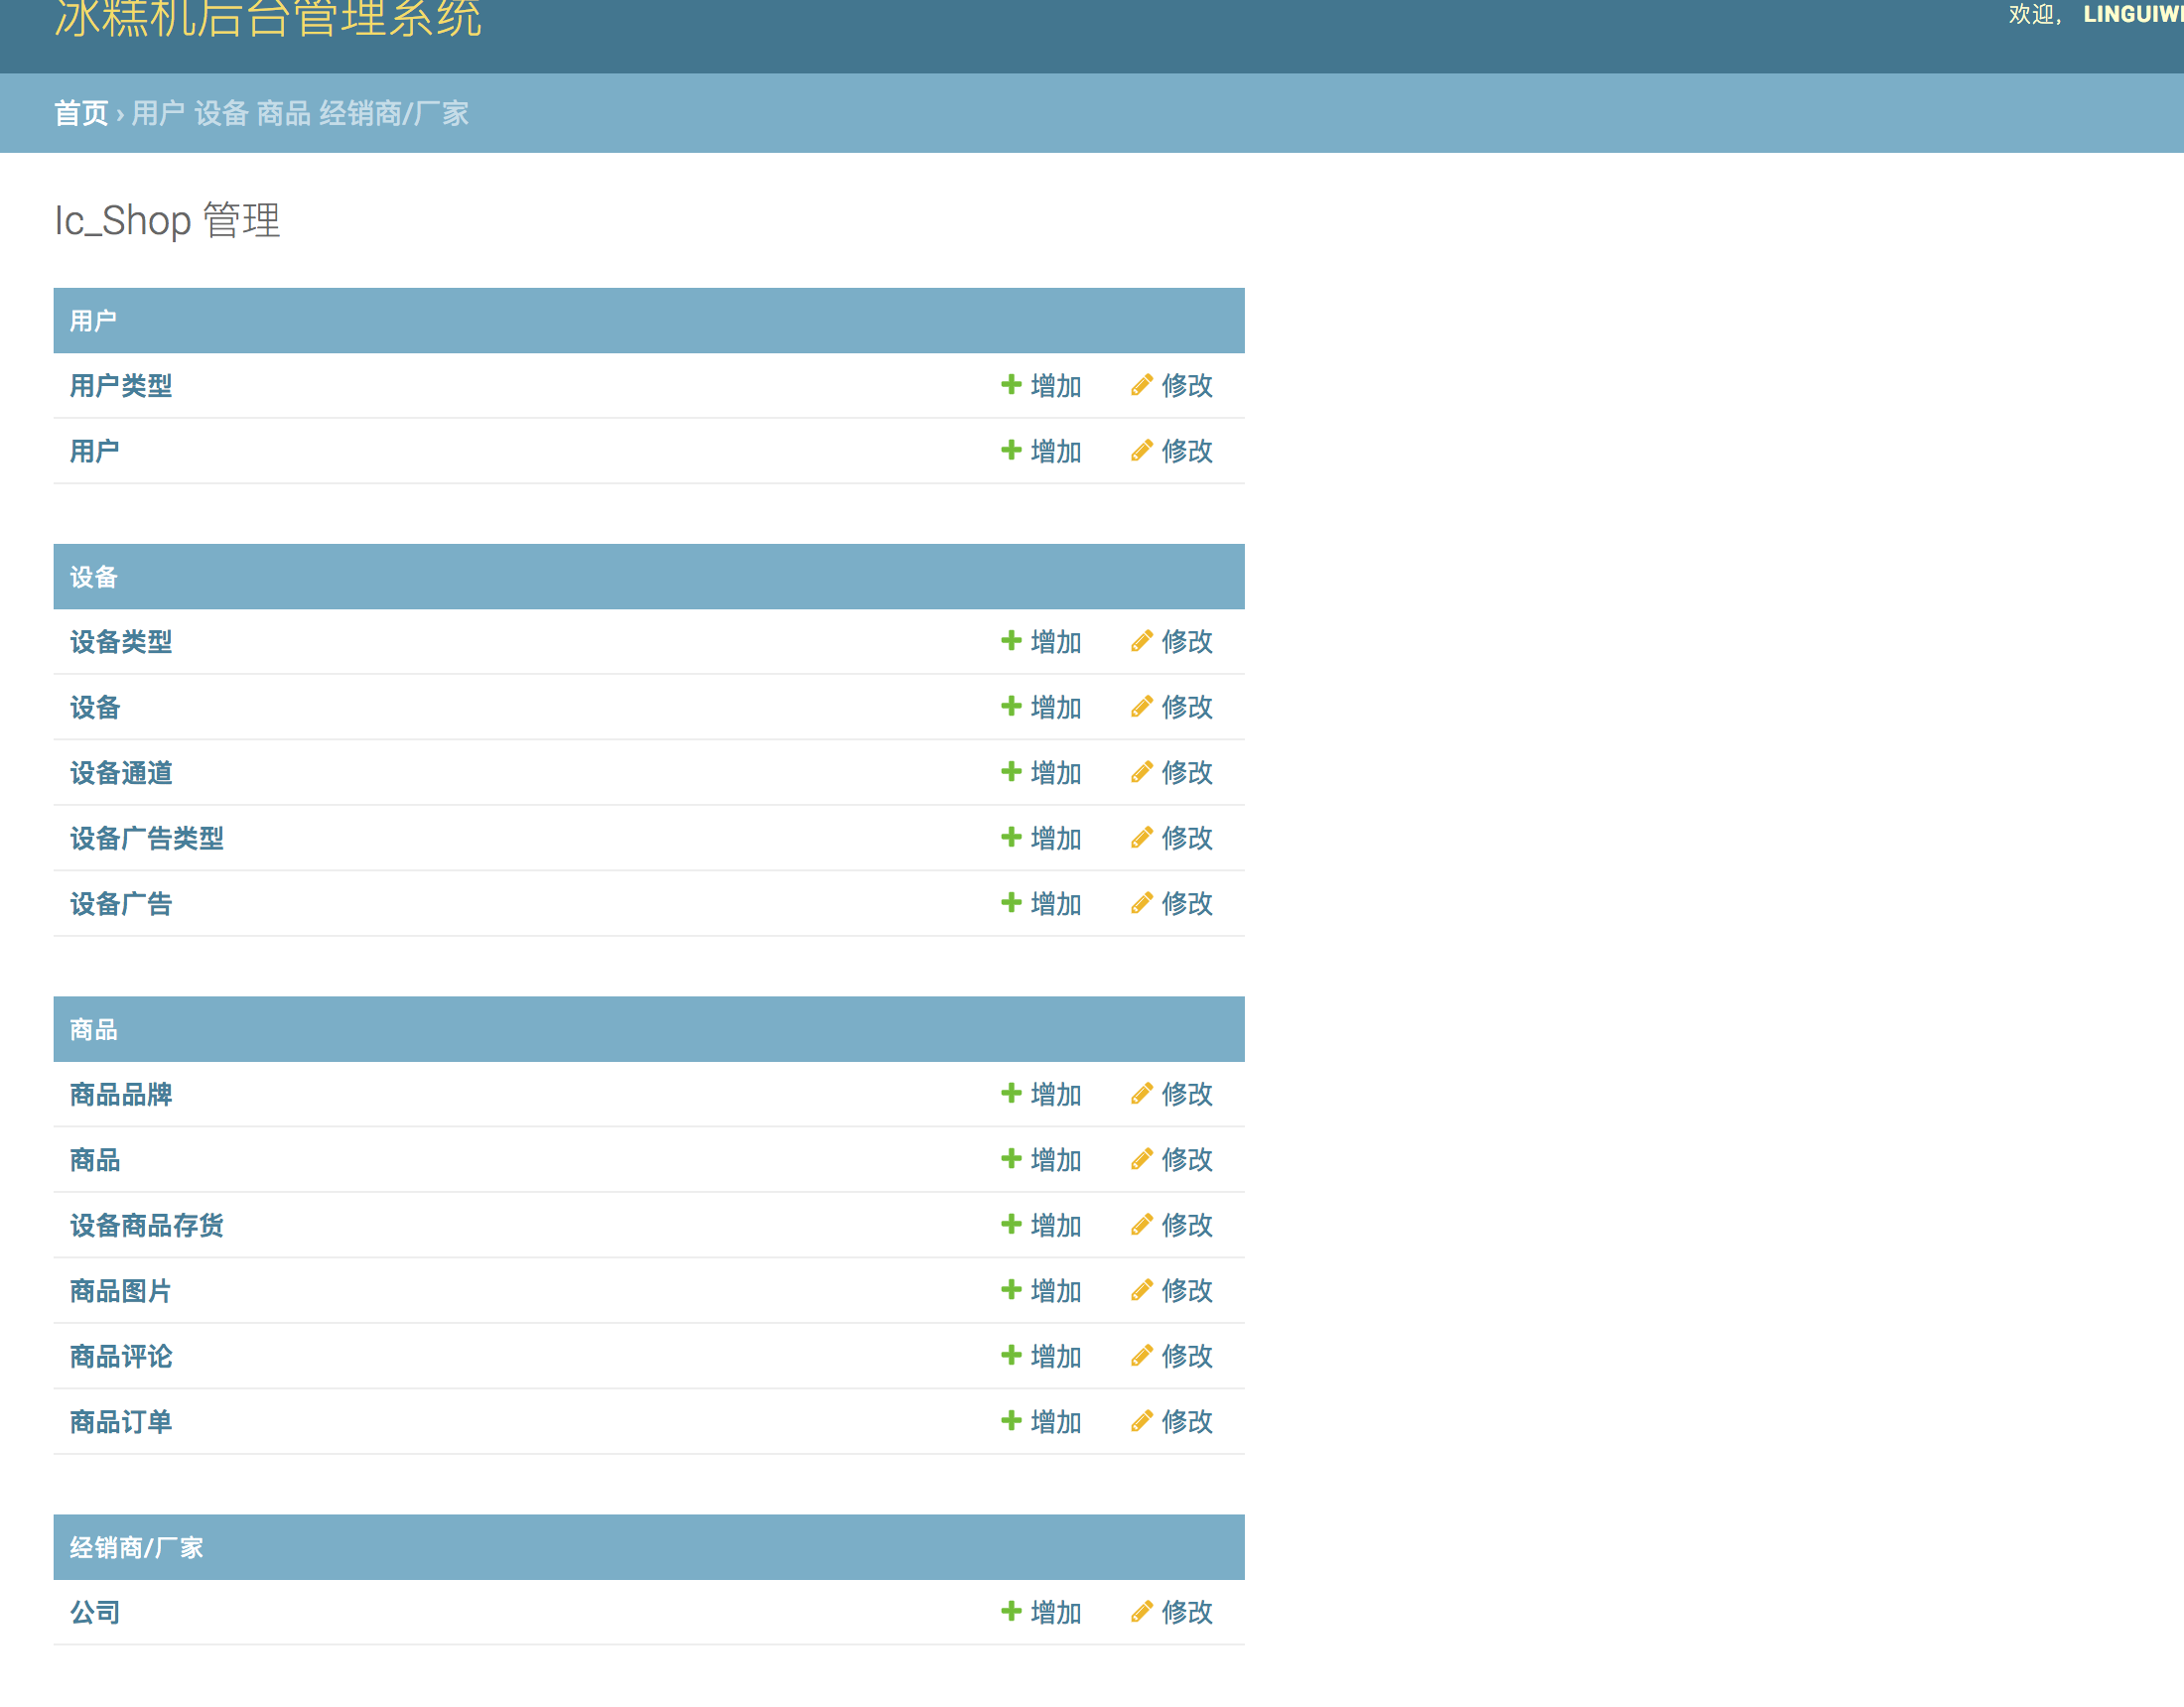 冰糕机后台管理系统
欢迎，
首页 › 用户 设备 商品 经销商/厂家
Ic_Shop 管理
用户
用户类型 增加 修改
用户 增加 修改
设备
设备类型 增加 修改
设备 增加 修改
设备通道 增加 修改
设备广告类型 增加 修改
设备广告 增加 修改
商品
商品品牌 增加 修改
商品 增加 修改
设备商品存货 增加 修改
商品图片 增加 修改
商品评论 增加 修改
商品订单 增加 修改
经销商/厂家
公司 增加 修改